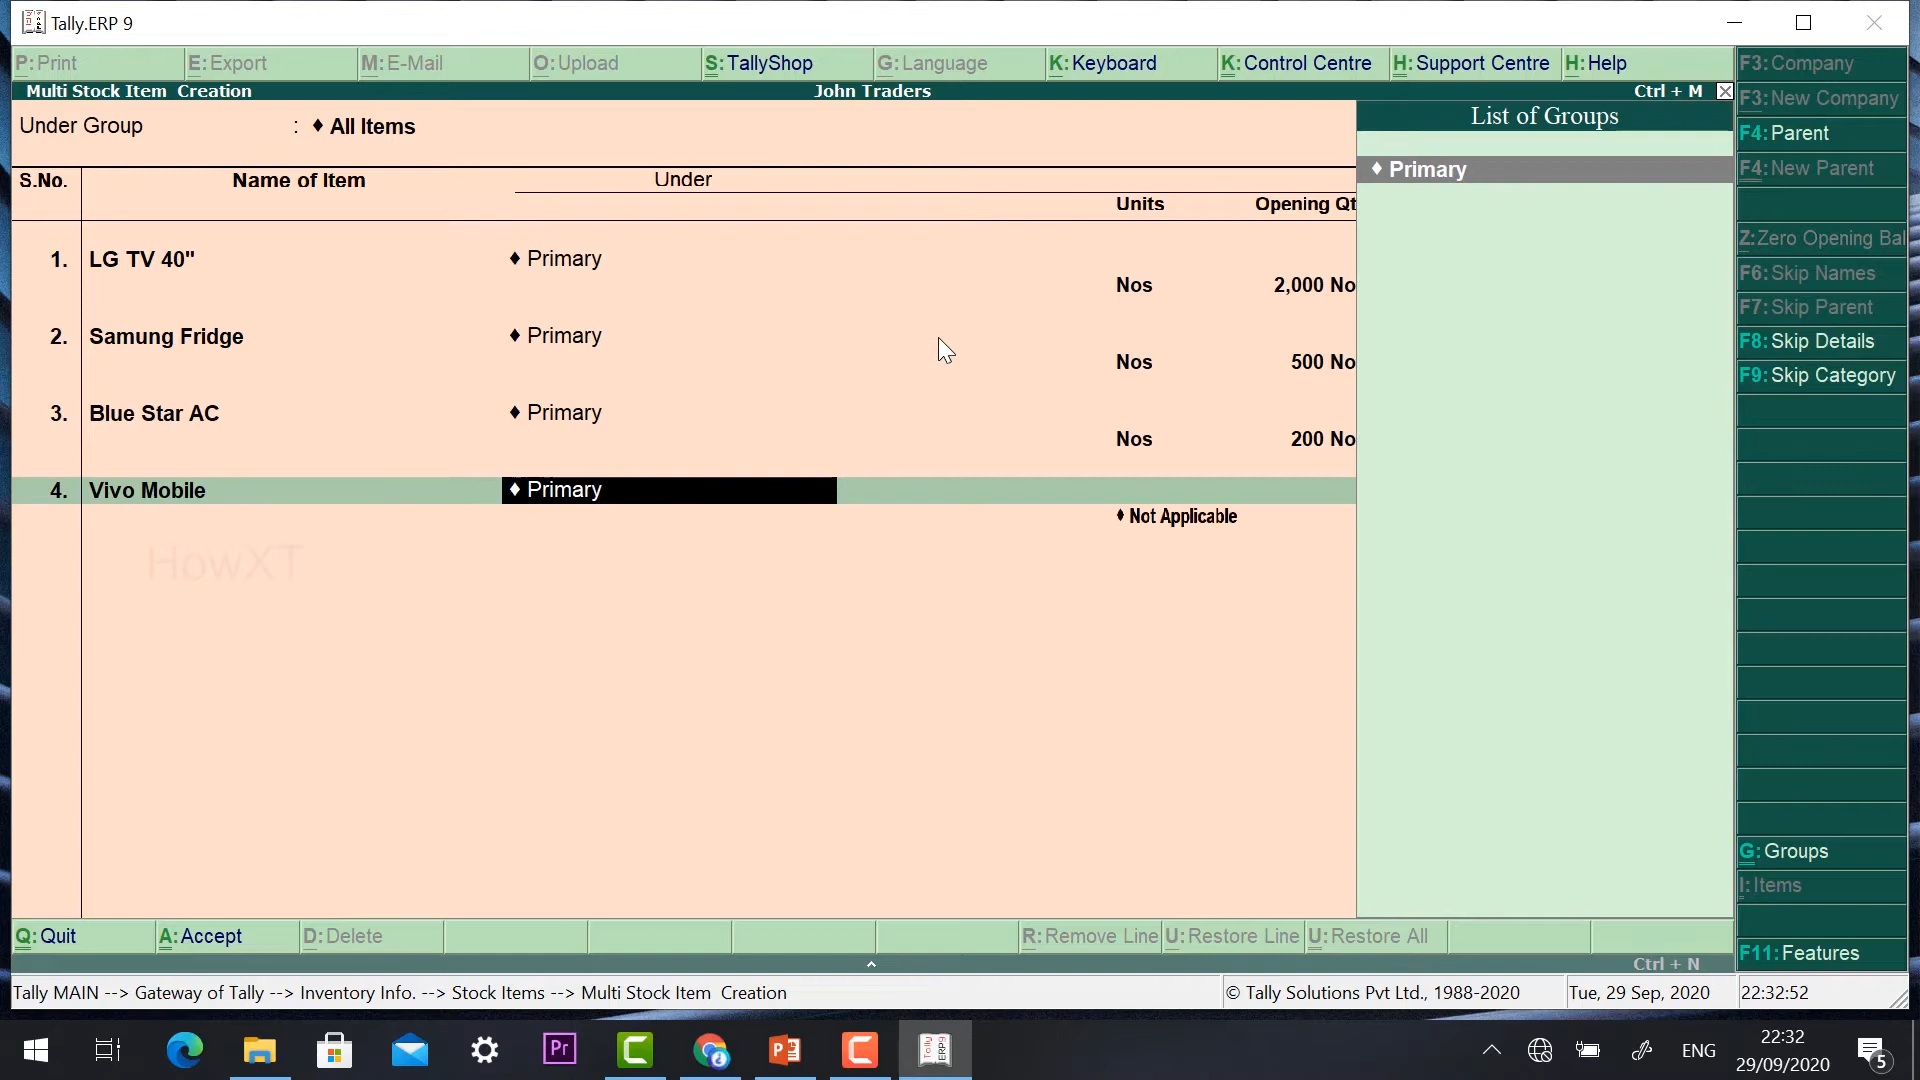 Tally.ERP 9
P: Print E: Export M: E-Mail O: Upload S: TallyShop G: Language K: Keyboard K: Control Centre H: Support Centre H: Help
Multi Stock Item Creation John Traders Ctrl + M
Under Group : ♦ All Items
S.No. Name of Item Under
Units Opening Qt
1. LG TV 40" ♦ Primary
Nos 2,000 No
2. Samung Fridge ♦ Primary
Nos 500 No
3. Blue Star AC ♦ Primary
Nos 200 No
4. Vivo Mobile ♦ Primary
♦ Not Applicable
HowXT
List of Groups
♦ Primary
F3: Company
F3: New Company
F4: Parent
F4: New Parent
Z: Zero Opening Bal
F6: Skip Names
F7: Skip Parent
F8: Skip Details
F9: Skip Category
G: Groups
I: Items
F11: Features
Q: Quit A: Accept D: Delete R: Remove Line U: Restore Line U: Restore All
Ctrl + N
Tally MAIN --> Gateway of Tally --> Inventory Info. --> Stock Items --> Multi Stock Item Creation © Tally Solutions Pvt Ltd., 1988-2020 Tue, 29 Sep, 2020 22:32:52
Pr
Tally ERP9
ENG
22:32
29/09/2020
5